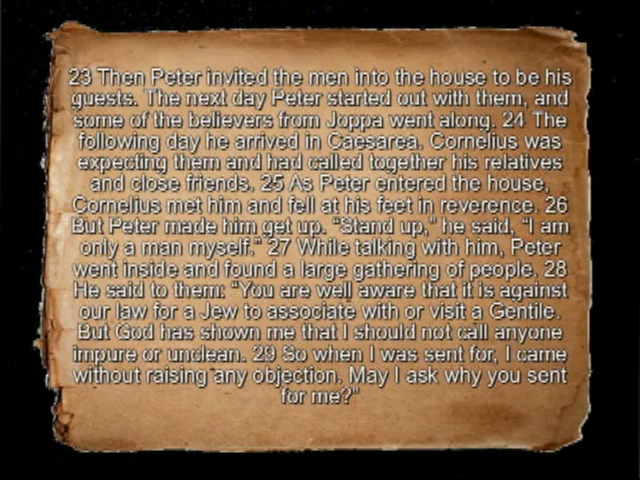 23 Then Peter invited the men into the house to be his
guests. The next day Peter started out with them, and
some of the believers from Joppa went along. 24 The
following day he arrived in Caesarea. Cornelius was
expecting them and had called together his relatives
and close friends. 25 As Peter entered the house,
Cornelius met him and fell at his feet in reverence. 26
But Peter made him get up. “Stand up,” he said, “I am
only a man myself.” 27 While talking with him, Peter
went inside and found a large gathering of people. 28
He said to them: “You are well aware that it is against
our law for a Jew to associate with or visit a Gentile.
But God has shown me that I should not call anyone
impure or unclean. 29 So when I was sent for, I came
without raising any objection. May I ask why you sent
for me?”